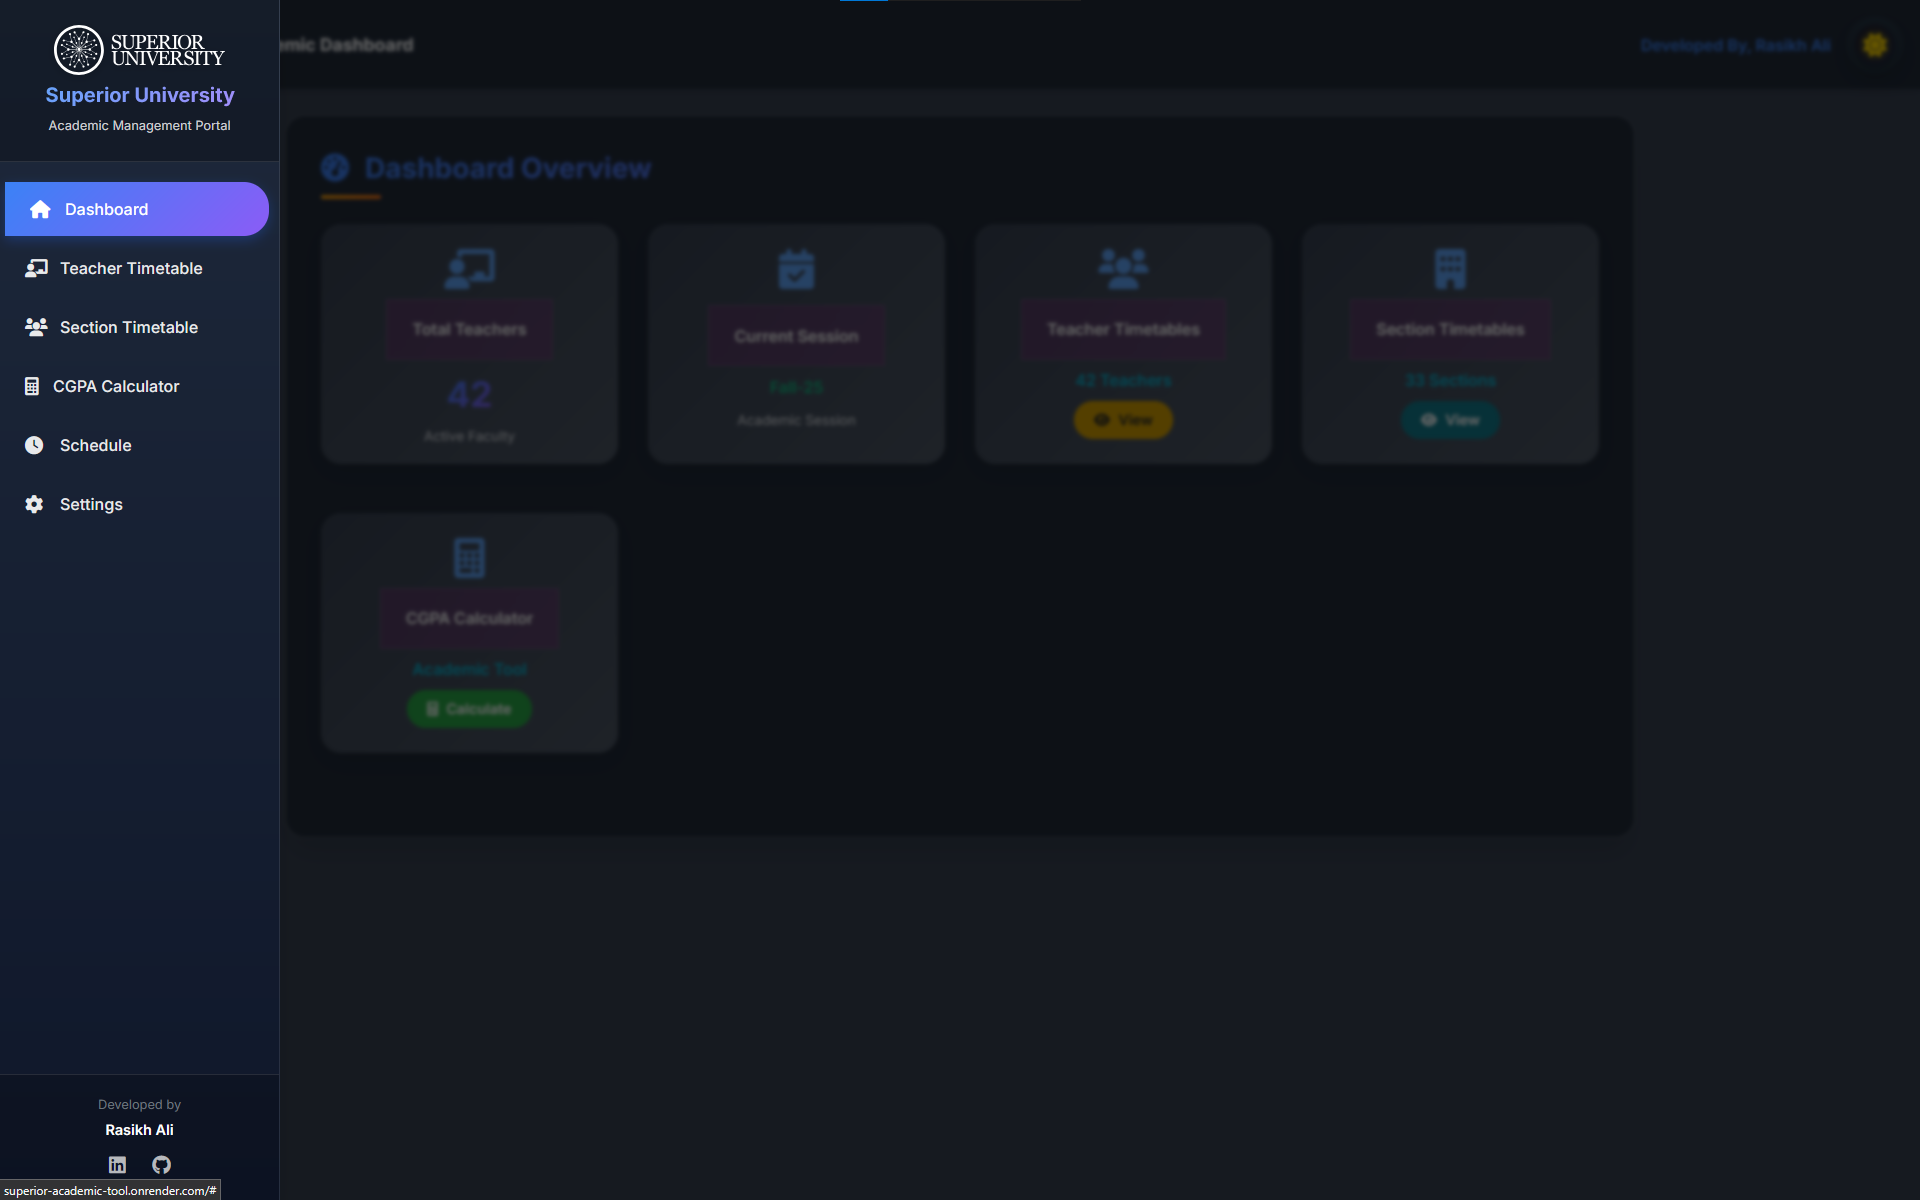 SUPERIOR
UNIVERSITY
Superior University
Academic Management Portal
Dashboard
Teacher Timetable
Section Timetable
CGPA Calculator
Schedule
Settings
Developed by
Rasikh Ali
superior-academic-tool.onrender.com/#
emic Dashboard
Developed By, Rasikh Ali
Dashboard Overview
Total Teachers
42
Active Faculty
Current Session
Fall-25
Academic Session
Teacher Timetables
42 Teachers
View
Section Timetables
33 Sections
View
CGPA Calculator
Academic Tool
Calculate